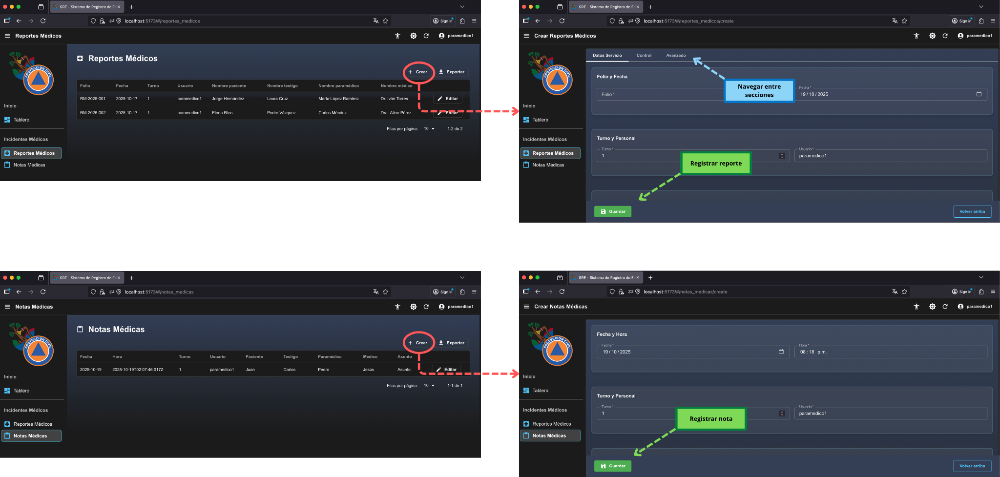 SRE - Sistema de Registro de E
localhost:5173/#/reportes_medicos
Sign in
Reportes Médicos
paramedico1
PROTECCIÓN CIVIL
Inicio
Tablero
Incidentes Médicos
Reportes Médicos
Notas Médicas
Reportes Médicos
+ Crear
Exportar
Folio Fecha Turno Usuario Nombre paciente Nombre testigo Nombre paramédico Nombre médico
RM-2025-001 2025-10-17 1 paramedico1 Jorge Hernández Laura Cruz María López Ramírez Dr. Iván Torres Editar
RM-2025-002 2025-10-17 1 paramedico1 Elena Ríos Pedro Vázquez Carlos Méndez Dra. Aline Pérez Editar
Filas por página: 10 1-2 de 2
SRE - Sistema de Registro de E
localhost:5173/#/reportes_medicos/create
Sign in
Crear Reportes Médicos
paramedico1
PROTECCIÓN CIVIL
Inicio
Tablero
Incidentes Médicos
Reportes Médicos
Notas Médicas
Datos Servicio Control Avanzado
Navegar entre
secciones
Folio y Fecha
Folio *
Fecha *
19 / 10 / 2025
Turno y Personal
Turno *
1
Usuario *
paramedico1
Registrar reporte
Guardar
Volver arriba
SRE - Sistema de Registro de E
localhost:5173/#/notas_medicas
Sign in
Notas Médicas
paramedico1
PROTECCIÓN CIVIL
Inicio
Tablero
Incidentes Médicos
Reportes Médicos
Notas Médicas
Notas Médicas
+ Crear
Exportar
Fecha Hora Turno Usuario Paciente Testigo Paramédico Médico Asunto
2025-10-19 2025-10-19T02:07:46.017Z 1 paramedico1 Juan Carlos Pedro Jesús Asunto Editar
Filas por página: 10 1-1 de 1
SRE - Sistema de Registro de E
localhost:5173/#/notas_medicas/create
Sign in
Crear Notas Médicas
paramedico1
PROTECCIÓN CIVIL
Inicio
Tablero
Incidentes Médicos
Reportes Médicos
Notas Médicas
Fecha y Hora
Fecha *
19 / 10 / 2025
Hora *
08 : 18 p.m.
Turno y Personal
Turno *
1
Usuario *
paramedico1
Registrar nota
Guardar
Volver arriba